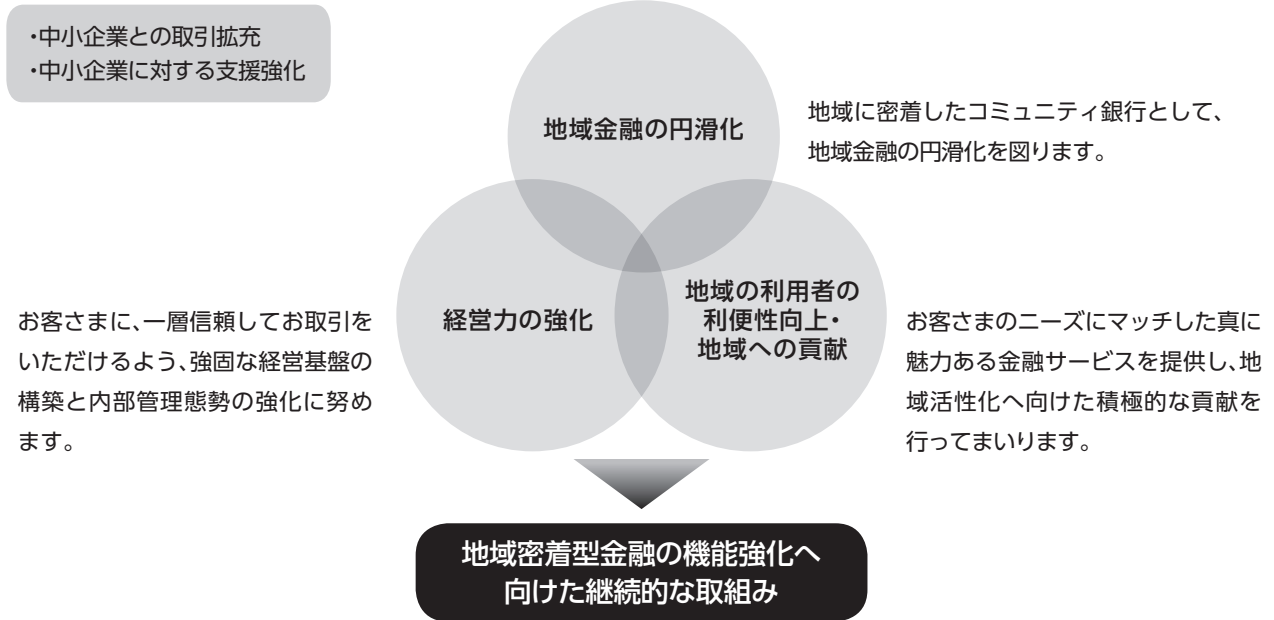 ・中小企業との取引拡充
・中小企業に対する支援強化
地域金融の円滑化
地域に密着したコミュニティ銀行として、
地域金融の円滑化を図ります。
経営力の強化
お客さまに、一層信頼してお取引を
いただけるよう、強固な経営基盤の
構築と内部管理態勢の強化に努め
ます。
地域の利用者の
利便性向上・
地域への貢献
お客さまのニーズにマッチした真に
魅力ある金融サービスを提供し、地
域活性化へ向けた積極的な貢献を
行ってまいります。
地域密着型金融の機能強化へ
向けた継続的な取組み